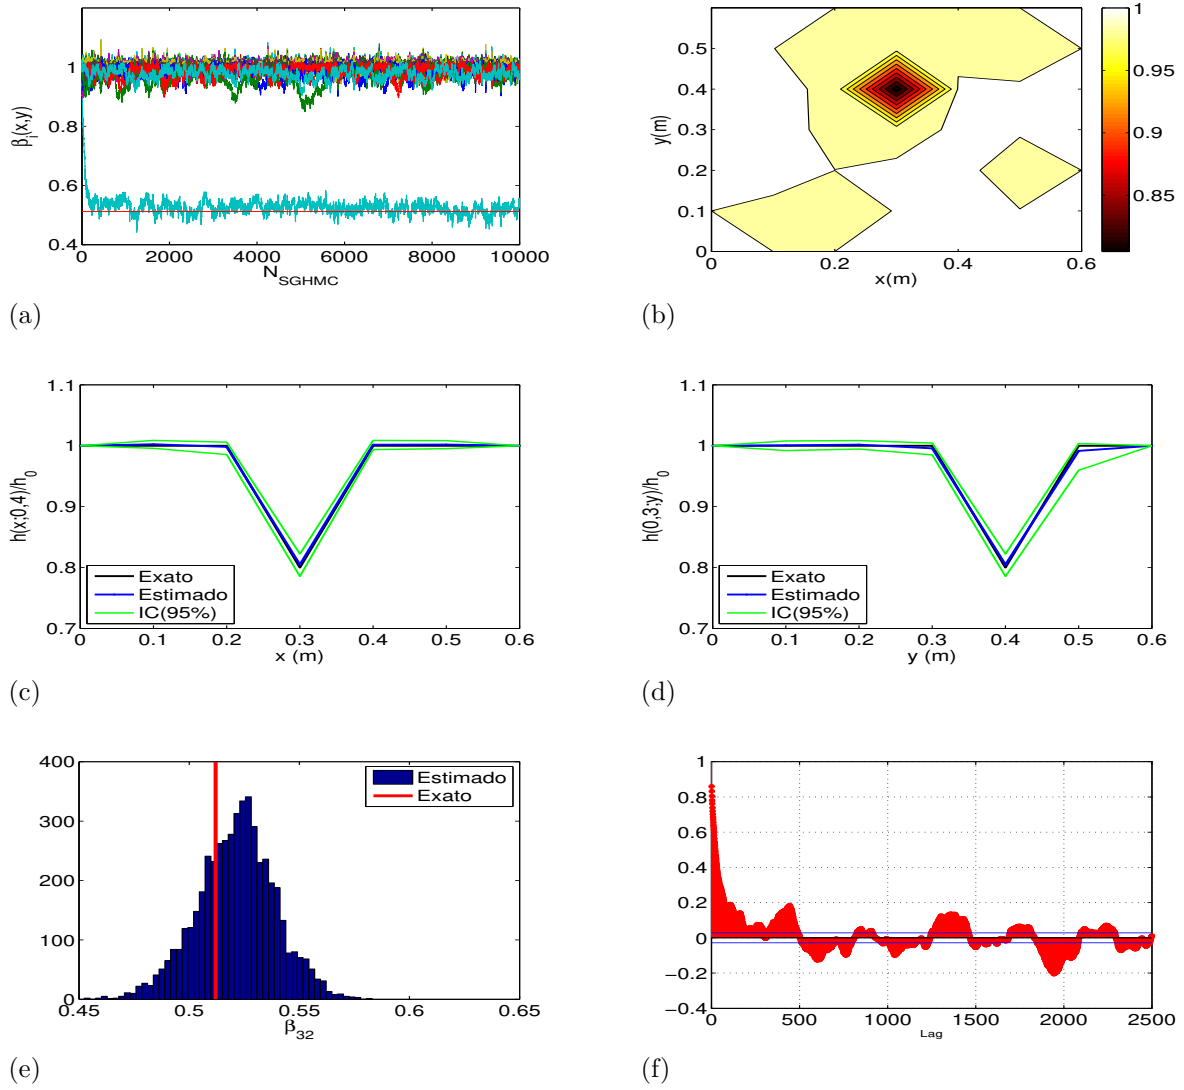 1
0.8
0.6
0.4
β_i(x,y)
0 2000 4000 6000 8000 10000
N_SGHMC
(a)
0.5
0.4
0.3
0.2
0.1
0
y(m)
0 0.2 0.4 0.6
x(m)
1
0.95
0.9
0.85
(b)
1.1
1
0.9
0.8
0.7
h(x;0,4)/h_0
Exato
Estimado
IC(95%)
0 0.1 0.2 0.3 0.4 0.5 0.6
x (m)
(c)
1.1
1
0.9
0.8
0.7
h(0,3;y)/h_0
Exato
Estimado
IC(95%)
0 0.1 0.2 0.3 0.4 0.5 0.6
y (m)
(d)
400
300
200
100
0
Estimado
Exato
0.45 0.5 0.55 0.6 0.65
β_32
(e)
1
0.8
0.6
0.4
0.2
0
−0.2
−0.4
0 500 1000 1500 2000 2500
Lag
(f)